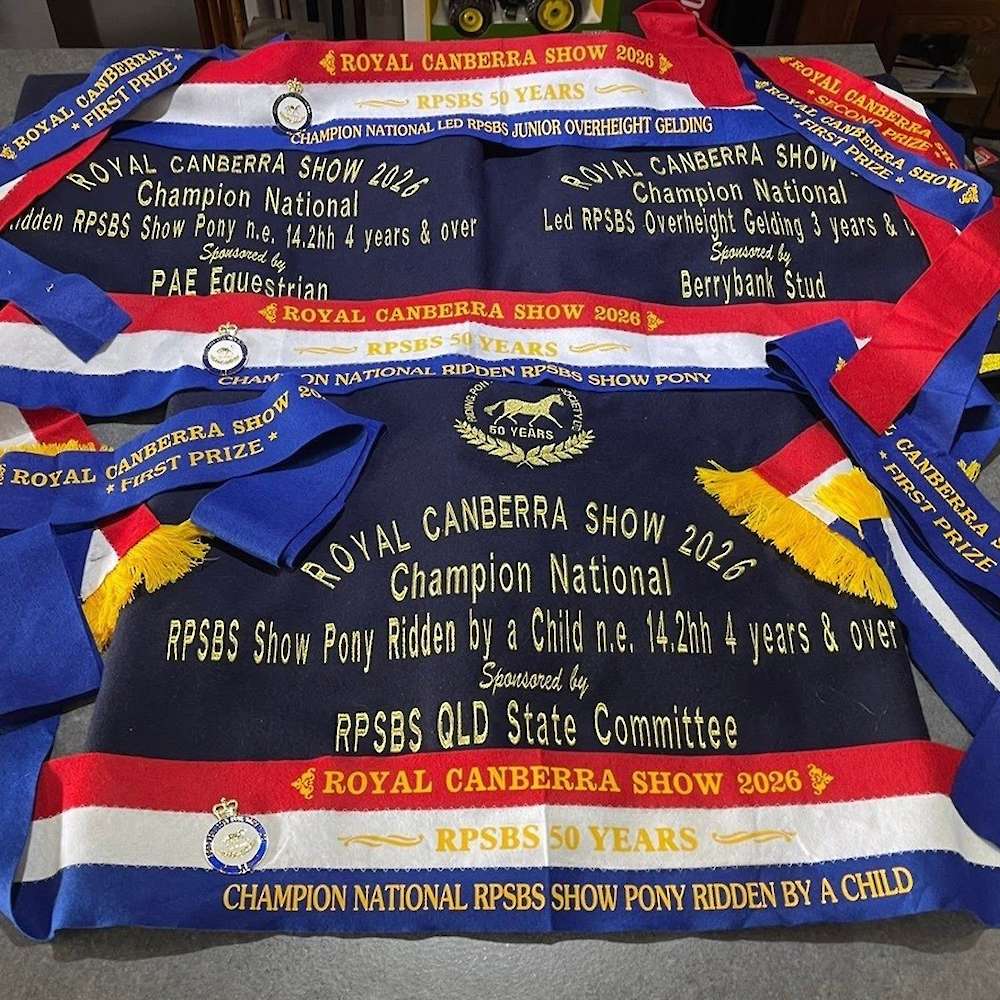 ROYAL CANBERRA
FIRST PRIZE
ROYAL CANBERRA SHOW 2026
RPSBS 50 YEARS
CHAMPION NATIONAL LED RPSBS JUNIOR OVERHEIGHT GELDING
ROYAL CANBERRA SHOW
SECOND PRIZE
ROYAL CANBERRA SHOW
FIRST PRIZE
ROYAL CANBERRA SHOW 2026
Champion National
RPSBS Show Pony n.e. 14.2hh 4 years & over
Sponsored by
PAE Equestrian
ROYAL CANBERRA SHOW
Champion National
Led RPSBS Overheight Gelding 3 years &
Sponsored by
Berrybank Stud
ROYAL CANBERRA SHOW 2026
RPSBS 50 YEARS
CHAMPION NATIONAL RIDDEN RPSBS SHOW PONY
ROYAL CANBERRA SHOW
FIRST PRIZE
RIDING PON SOCIETY
50 YEARS
ROYAL CANBERRA
FIRST PRIZE
ROYAL CANBERRA SHOW 2026
Champion National
RPSBS Show Pony Ridden by a Child n.e. 14.2hh 4 years & over
Sponsored by
RPSBS QLD State Committee
ROYAL CANBERRA SHOW 2026
RPSBS 50 YEARS
CHAMPION NATIONAL RPSBS SHOW PONY RIDDEN BY A CHILD